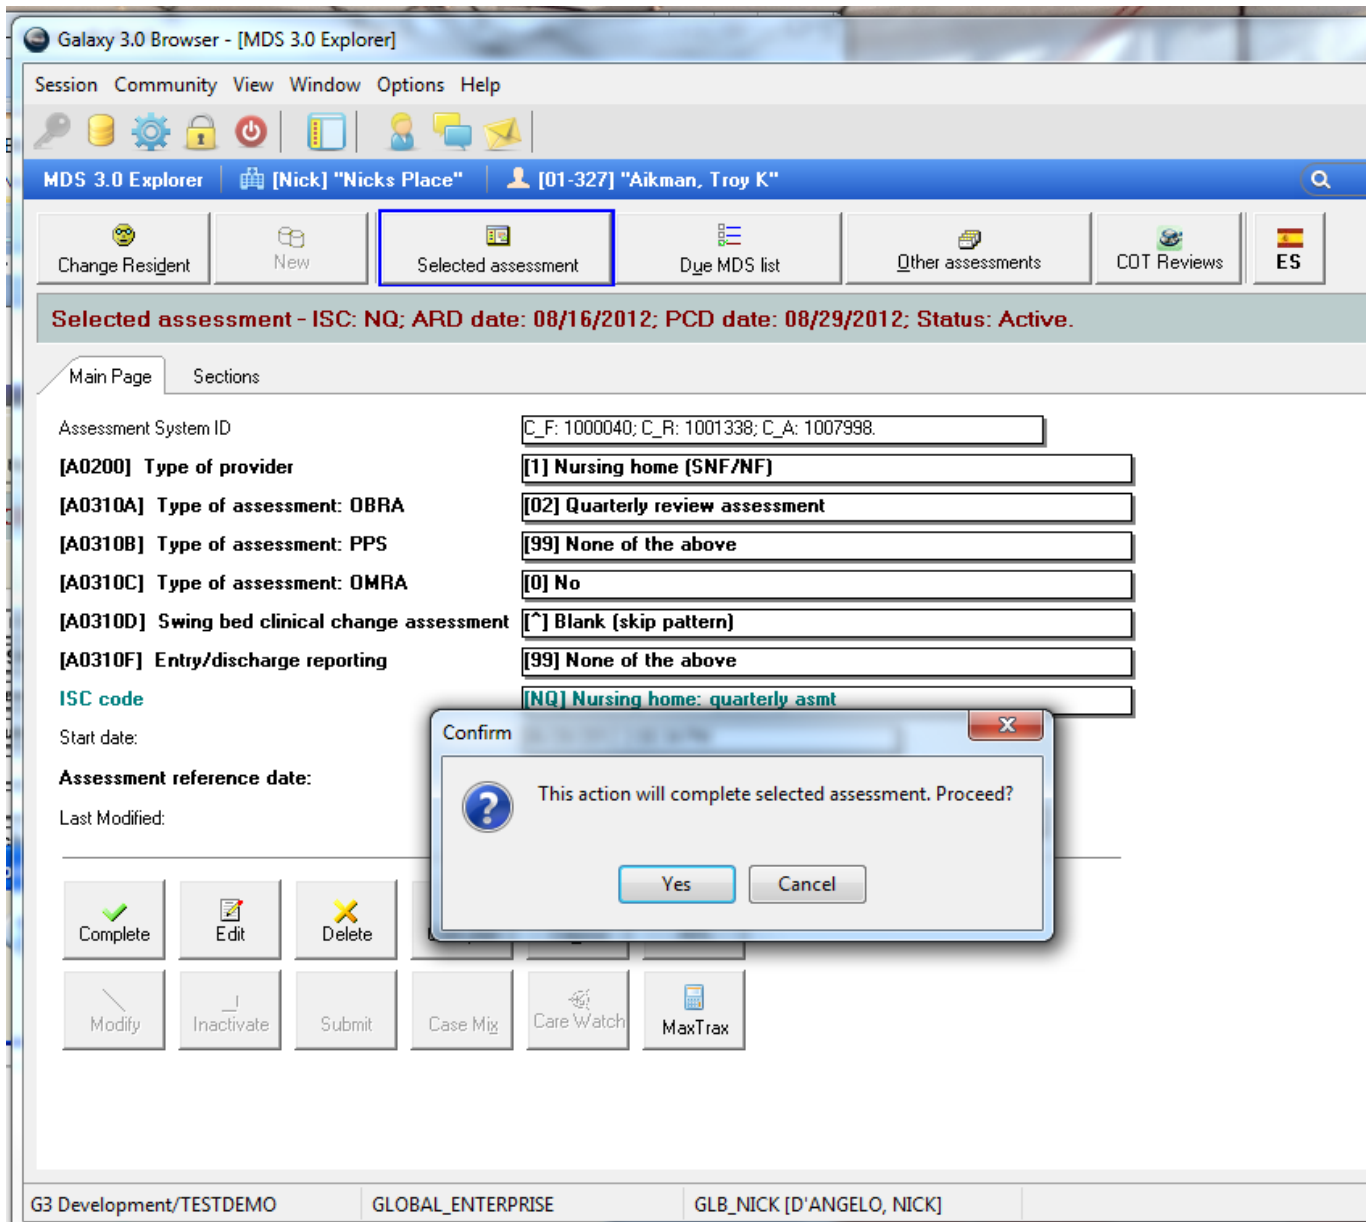 Galaxy 3.0 Browser - [MDS 3.0 Explorer]
Session Community View Window Options Help
MDS 3.0 Explorer [Nick] "Nicks Place" [01-327] "Aikman, Troy K"
Change Resident New Selected assessment Due MDS list Other assessments COT Reviews ES
Selected assessment - ISC: NQ; ARD date: 08/16/2012; PCD date: 08/29/2012; Status: Active.
Main Page Sections
Assessment System ID C_F: 1000040; C_R: 1001338; C_A: 1007998.
[A0200] Type of provider [1] Nursing home (SNF/NF)
[A0310A] Type of assessment: OBRA [02] Quarterly review assessment
[A0310B] Type of assessment: PPS [99] None of the above
[A0310C] Type of assessment: OMRA [0] No
[A0310D] Swing bed clinical change assessment [^] Blank (skip pattern)
[A0310F] Entry/discharge reporting [99] None of the above
ISC code [NQ] Nursing home: quarterly asmt
Start date:
Assessment reference date:
Last Modified:
Confirm
This action will complete selected assessment. Proceed?
Yes Cancel
Complete Edit Delete
Modify Inactivate Submit Case Mix Care Watch MaxTrax
G3 Development/TESTDEMO GLOBAL_ENTERPRISE GLB_NICK [D'ANGELO, NICK]